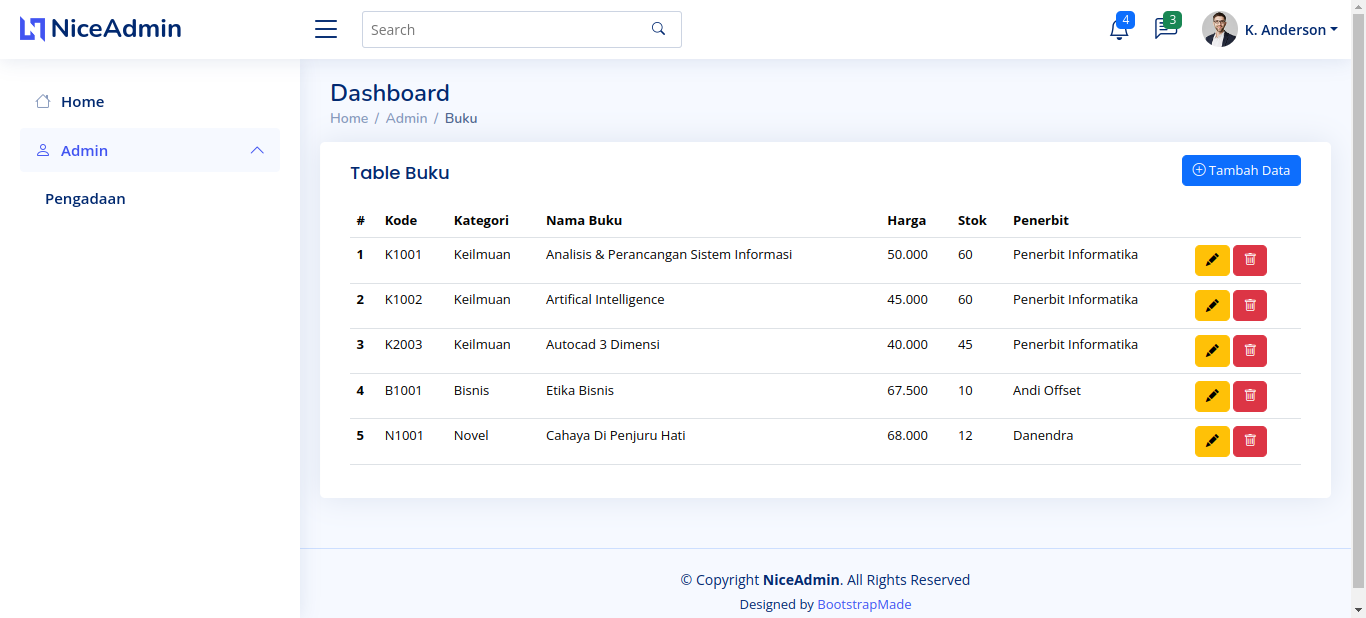 NiceAdmin
Search
4
3
K. Anderson
Home
Admin
Pengadaan
Dashboard
Home / Admin / Buku
Table Buku
Tambah Data
# Kode Kategori Nama Buku Harga Stok Penerbit
1 K1001 Keilmuan Analisis & Perancangan Sistem Informasi 50.000 60 Penerbit Informatika
2 K1002 Keilmuan Artifical Intelligence 45.000 60 Penerbit Informatika
3 K2003 Keilmuan Autocad 3 Dimensi 40.000 45 Penerbit Informatika
4 B1001 Bisnis Etika Bisnis 67.500 10 Andi Offset
5 N1001 Novel Cahaya Di Penjuru Hati 68.000 12 Danendra
© Copyright NiceAdmin. All Rights Reserved
Designed by BootstrapMade